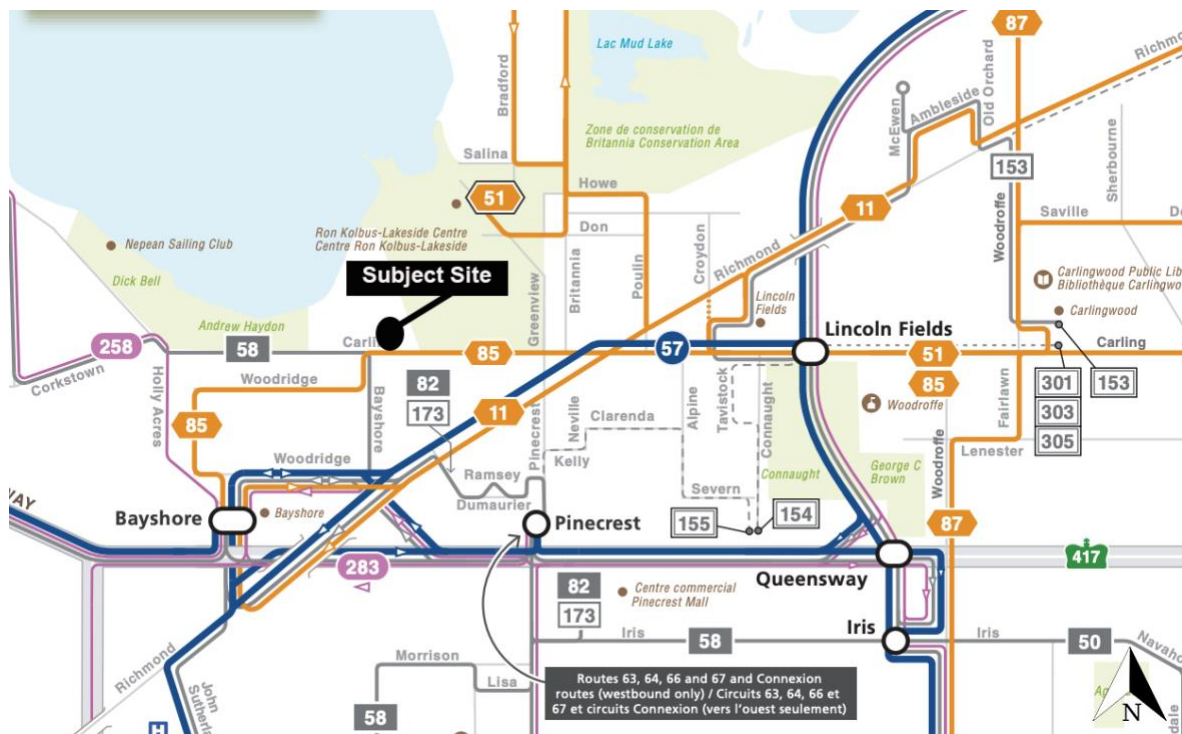 87
Richmond
Lac Mud Lake
Bradford
Old Orchard
Ambleside
McEwen
Zone de conservation de
Britannia Conservation Area
Salina
153
Sherbourne
Howe
51
11
Woodroffe
Saville
Ron Kolbus-Lakeside Centre
Centre Ron Kolbus-Lakeside
Don
Nepean Sailing Club
Croydon
Richmond
Greenview
Britannia
Poulin
Subject Site
Dick Bell
Lincoln
Fields
Carlingwood Public Lib
Bibliothèque Carlingwo
Carlingwood
Andrew Haydon
Lincoln Fields
258
58
85
57
51
Carling
Corkstown
Woodridge
82
85
301
153
Holly Acres
Bayshore
173
11
Neville
Clarenda
Alpine
Tavistock
Connaught
Woodroffe
Fairlawn
303
305
85
Pinecrest
Kelly
Lenester
Woodridge
Ramsey
Dumaurier
Severn
Connaught
George C
Brown
Woodroffe
WAY
Bayshore
Bayshore
Pinecrest
155
154
87
283
417
Queensway
82
173
Centre commercial
Pinecrest Mall
Iris
Iris
58
Iris
50
Navaho
Richmond
Morrison
Lisa
Routes 63, 64, 66 and 67 and Connexion
routes (westbound only) / Circuits 63, 64, 66 et
67 et circuits Connexion (vers l'ouest seulement)
John
58
H
N
dale